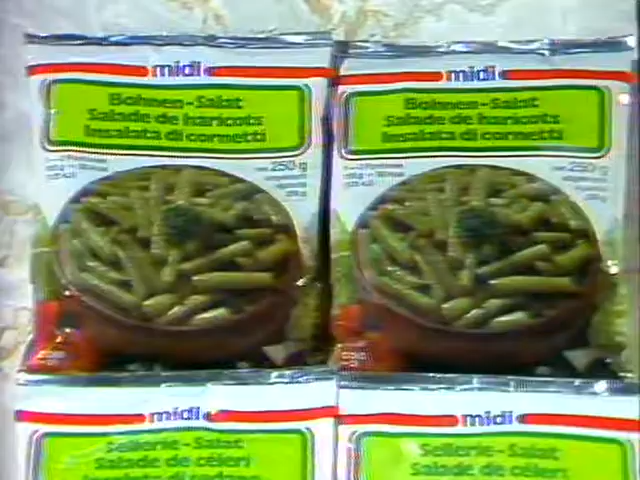 midi
Bohnen-Salat
Salade de haricots
Insalata di cornetti
250 g
midi
Bohnen-Salat
Salade de haricots
Insalata di cornetti
250 g
midi
Sellerie-Salat
Salade de céleri
midi
Sellerie-Salat
Salade de céleri